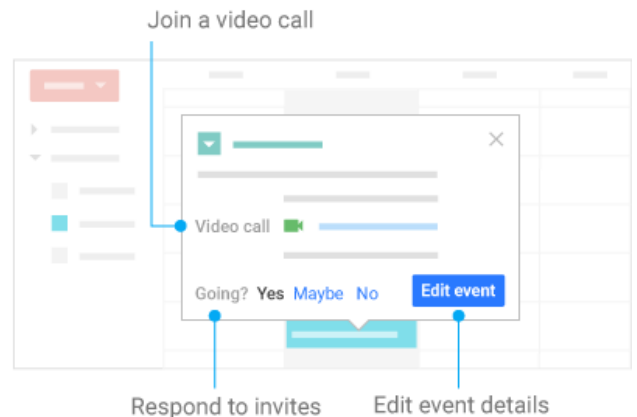 Join a video call
Video call
Going? Yes Maybe No
Edit event
Respond to invites
Edit event details